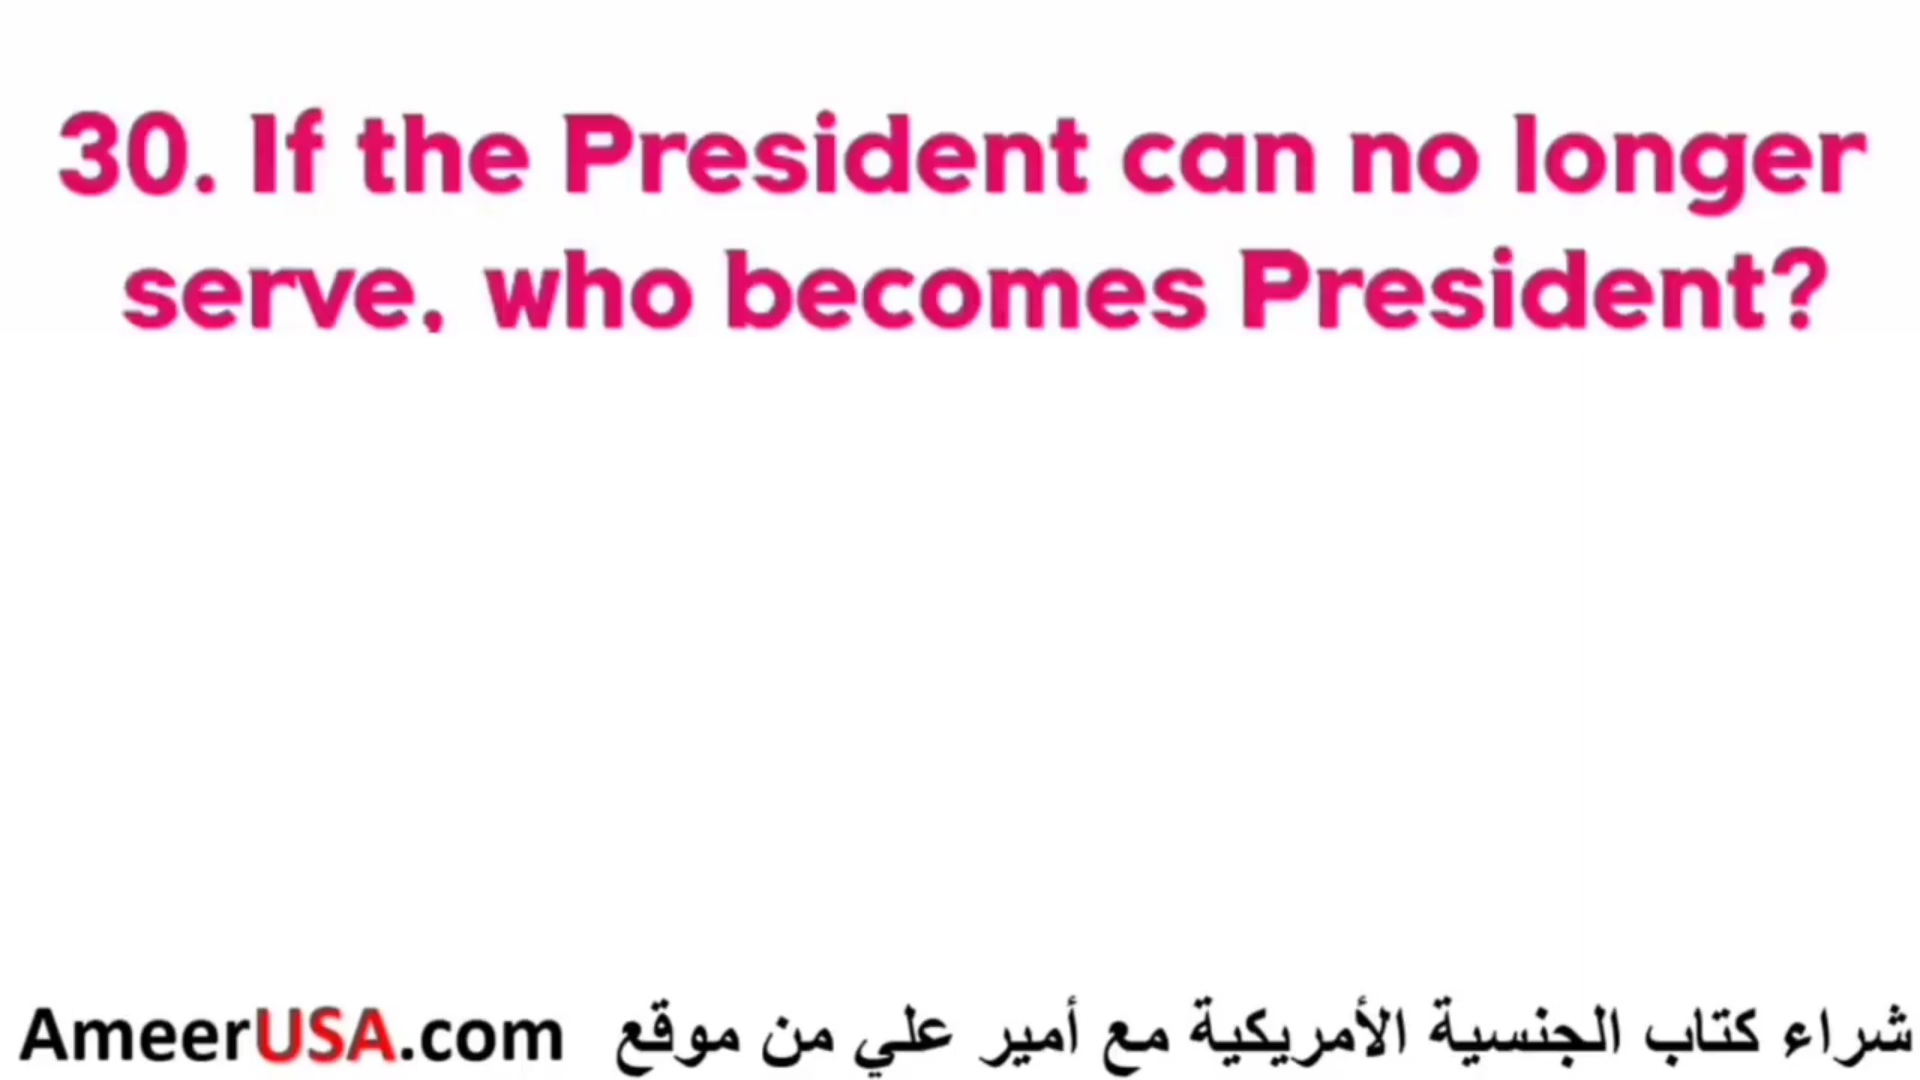 30. If the President can no longer
serve, who becomes President?
AmeerUSA.com شراء كتاب الجنسية الأمريكية مع أمير علي من موقع